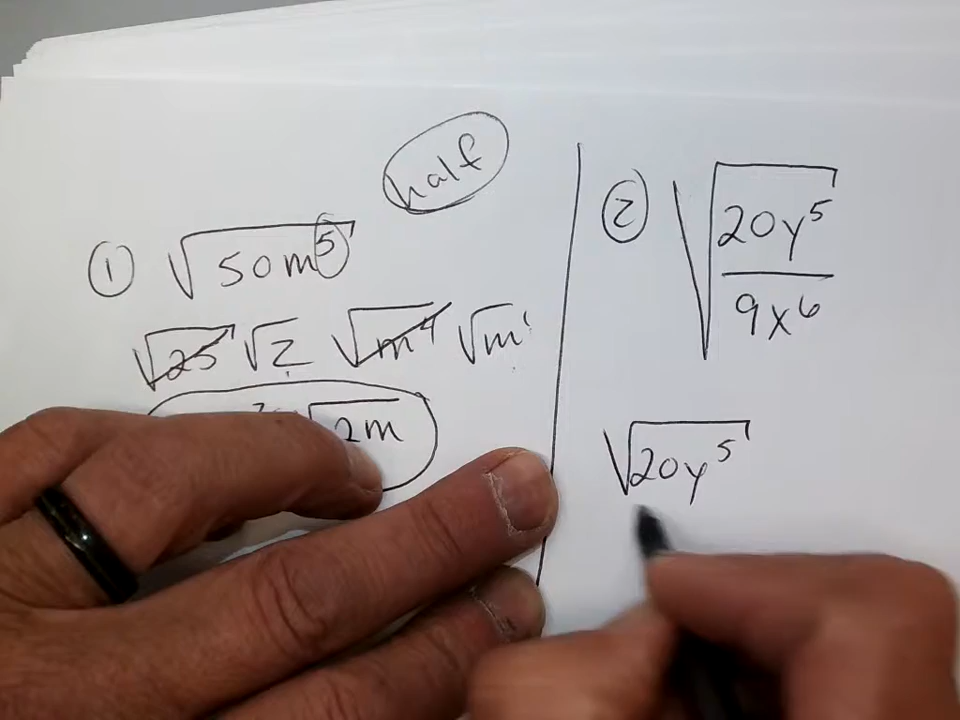 half
① √50m⁵
√25 √2 √m⁴ √m¹
√2m
② √(20y⁵ / 9x⁶)
√20y⁵